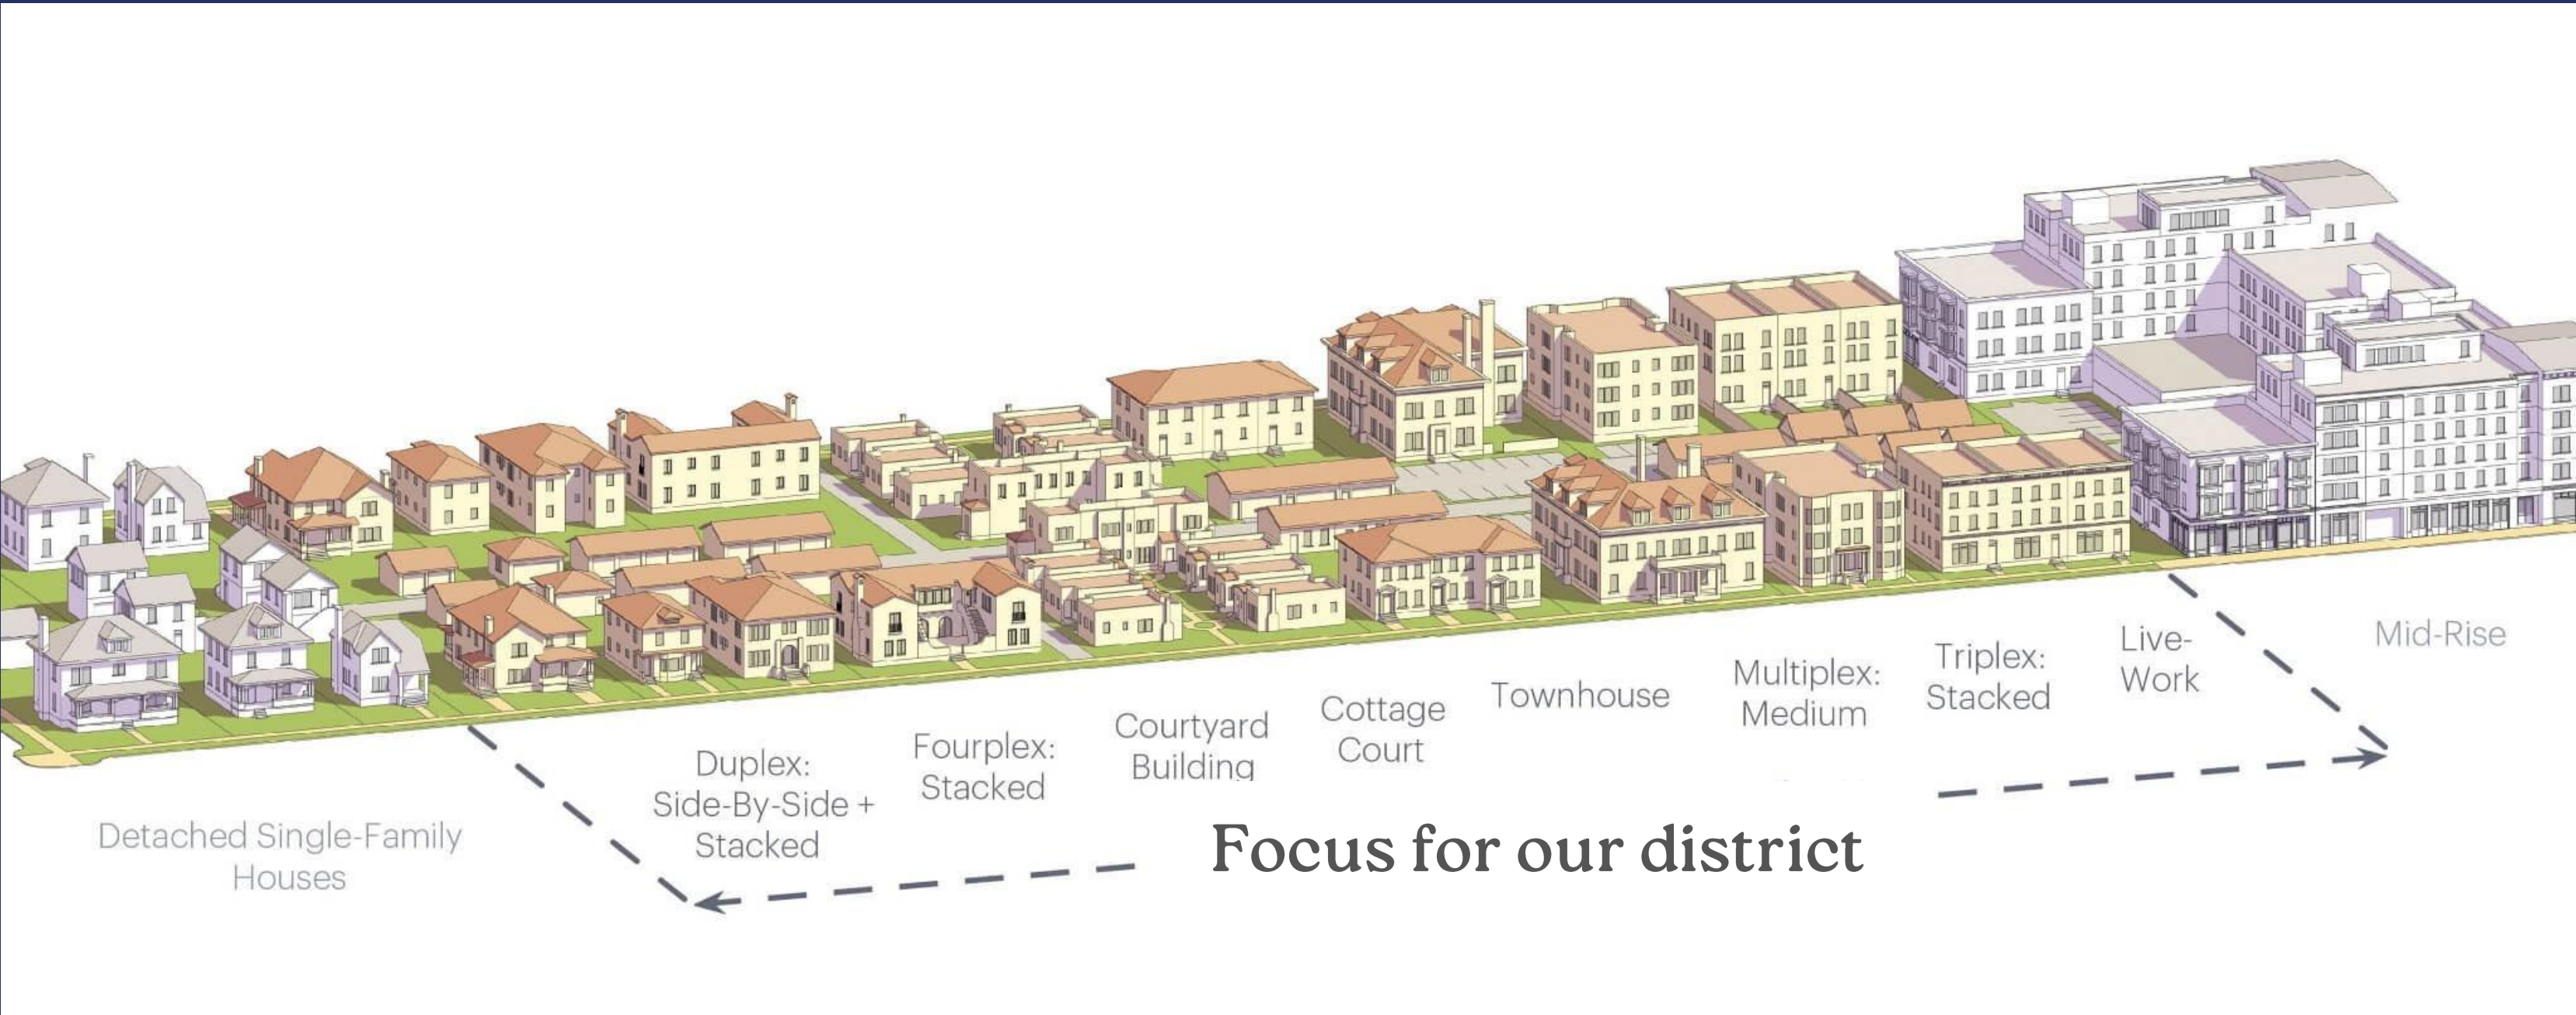 Detached Single-Family
Houses
Duplex:
Side-By-Side +
Stacked
Fourplex:
Stacked
Courtyard
Building
Cottage
Court
Townhouse
Multiplex:
Medium
Triplex:
Stacked
Live-
Work
Mid-Rise
Focus for our district